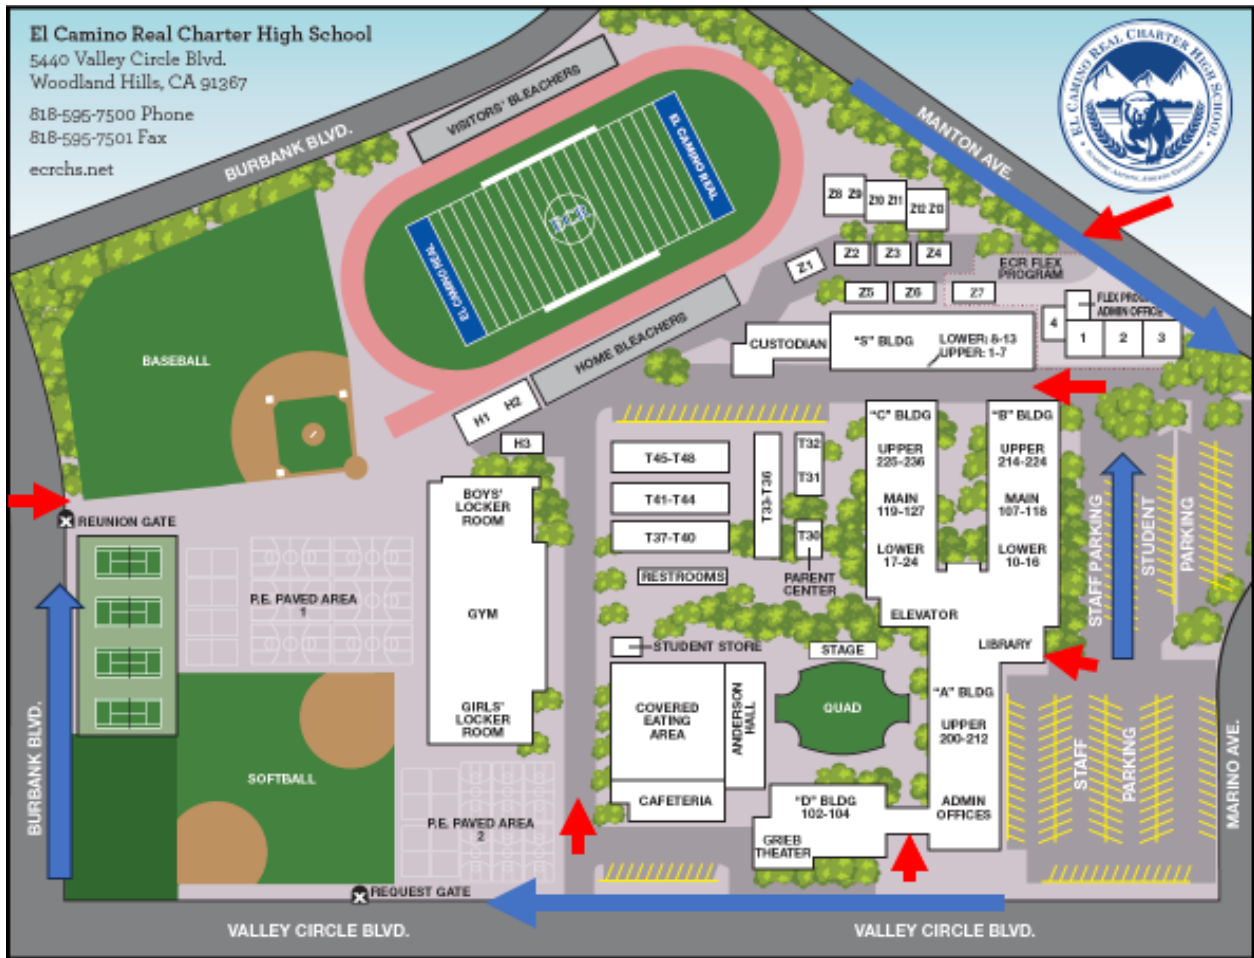 El Camino Real Charter High School
5440 Valley Circle Blvd.
Woodland Hills, CA 91367
818-595-7500 Phone
818-595-7501 Fax
ecrchs.net
EL CAMINO REAL CHARTER HIGH SCHOOL
BURBANK BLVD.
VISITORS' BLEACHERS
MANTON AVE.
EL CAMINO REAL
ECR
EL CAMINO REAL
HOME BLEACHERS
Z8 Z9
Z10 Z11
Z12 Z13
Z1
Z2
Z3
Z4
Z5
Z6
Z7
ECR FLEX
PROGRAM
FLEX
ADMIN OFFICE
4
1
2
3
CUSTODIAN
"S" BLDG
LOWER: 8-13
UPPER: 1-7
BASEBALL
H1
H2
H3
"C" BLDG
UPPER
225-236
MAIN
119-127
LOWER
17-24
"B" BLDG
UPPER
214-224
MAIN
107-118
LOWER
10-16
T45-T48
T41-T44
T37-T40
T33-T36
T32
T31
T30
PARENT
CENTER
RESTROOMS
BOYS'
LOCKER
ROOM
GYM
GIRLS'
LOCKER
ROOM
REUNION GATE
P.E. PAVED AREA
1
STAFF PARKING
STUDENT
PARKING
ELEVATOR
LIBRARY
STUDENT STORE
STAGE
QUAD
COVERED
EATING
AREA
ANDERSON
HALL
CAFETERIA
"A" BLDG
UPPER
200-212
ADMIN
OFFICES
"D" BLDG
102-104
GRIEB
THEATER
STAFF
PARKING
MARINO AVE.
BURBANK BLVD.
SOFTBALL
P.E. PAVED AREA
2
REQUEST GATE
VALLEY CIRCLE BLVD.
VALLEY CIRCLE BLVD.